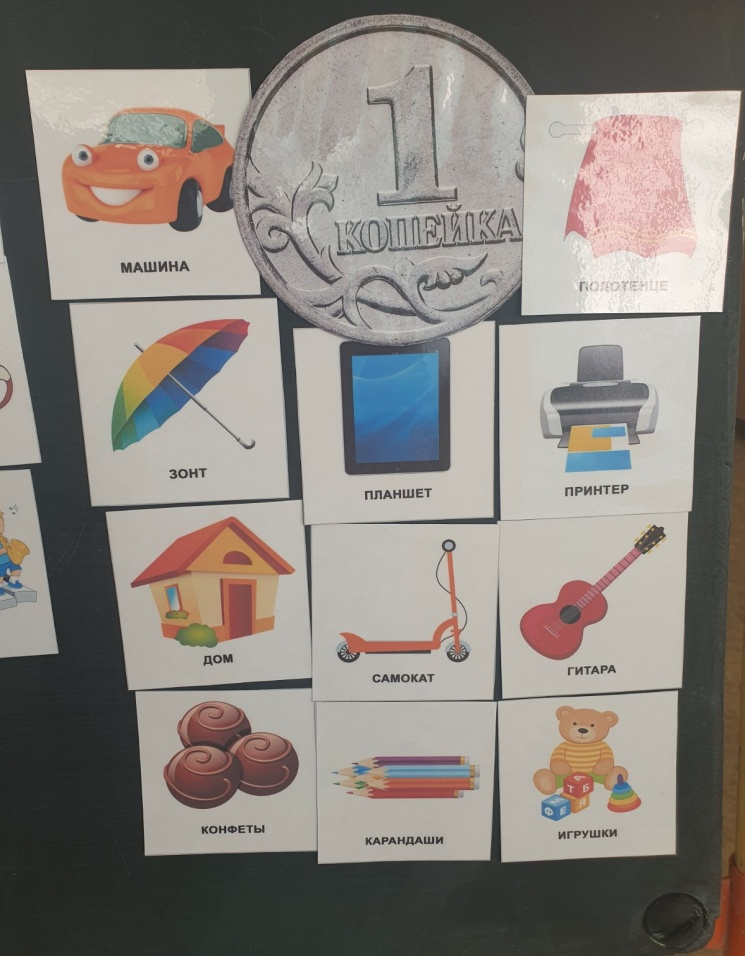 1
КОПЕЙКА
МАШИНА
ПОЛОТЕНЦЕ
ЗОНТ
ПЛАНШЕТ
ПРИНТЕР
ДОМ
САМОКАТ
ГИТАРА
КОНФЕТЫ
КАРАНДАШИ
ИГРУШКИ